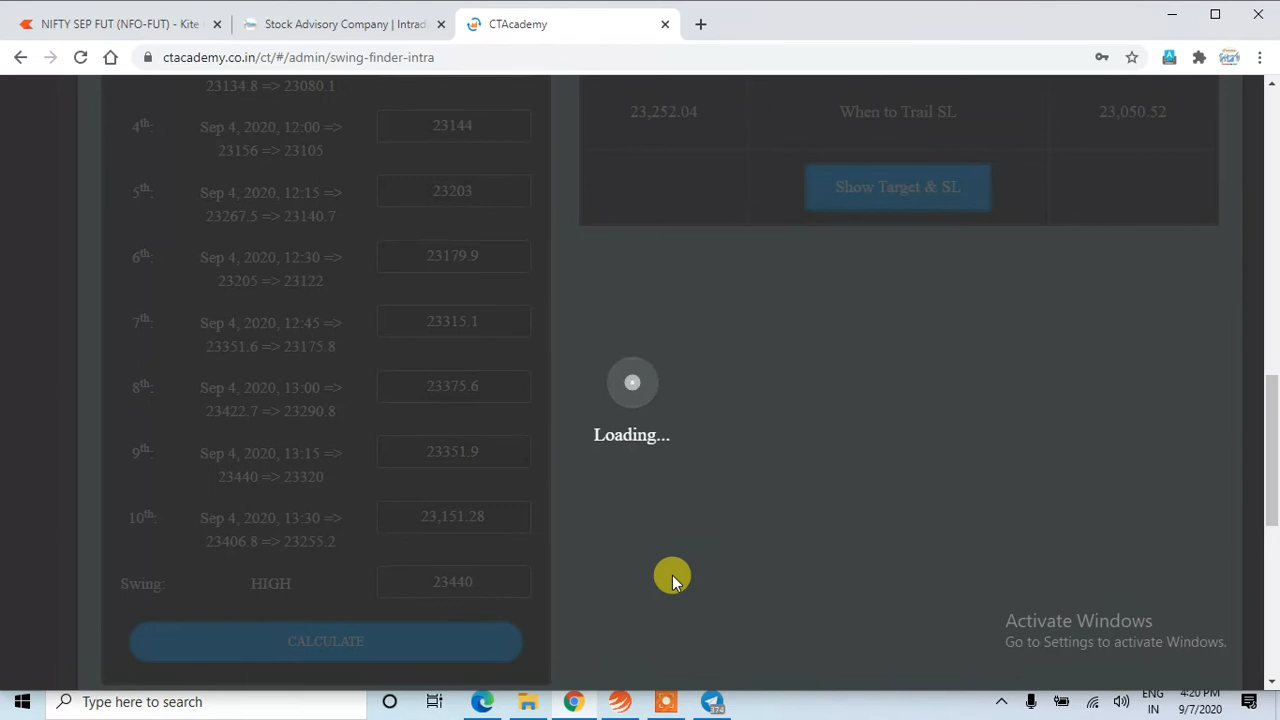 NIFTY SEP FUT (NFO-FUT) - Kite
Stock Advisory Company | Intrad
CTAcademy
ctacademy.co.in/ct/#/admin/swing-finder-intra
23134.8 => 23080.1
4th: Sep 4, 2020, 12:00 => 23144
23156 => 23105
5th: Sep 4, 2020, 12:15 => 23203
23267.5 => 23140.7
6th: Sep 4, 2020, 12:30 => 23179.9
23205 => 23122
7th: Sep 4, 2020, 12:45 => 23315.1
23351.6 => 23175.8
8th: Sep 4, 2020, 13:00 => 23375.6
23422.7 => 23290.8
9th: Sep 4, 2020, 13:15 => 23351.9
23440 => 23320
10th: Sep 4, 2020, 13:30 => 23,151.28
23406.8 => 23255.2
Swing: HIGH 23440
CALCULATE
23,252.04 When to Trail SL 23,050.52
Show Target & SL
Loading...
Activate Windows
Go to Settings to activate Windows.
Type here to search
374
ENG
IN
4:20 PM
9/7/2020